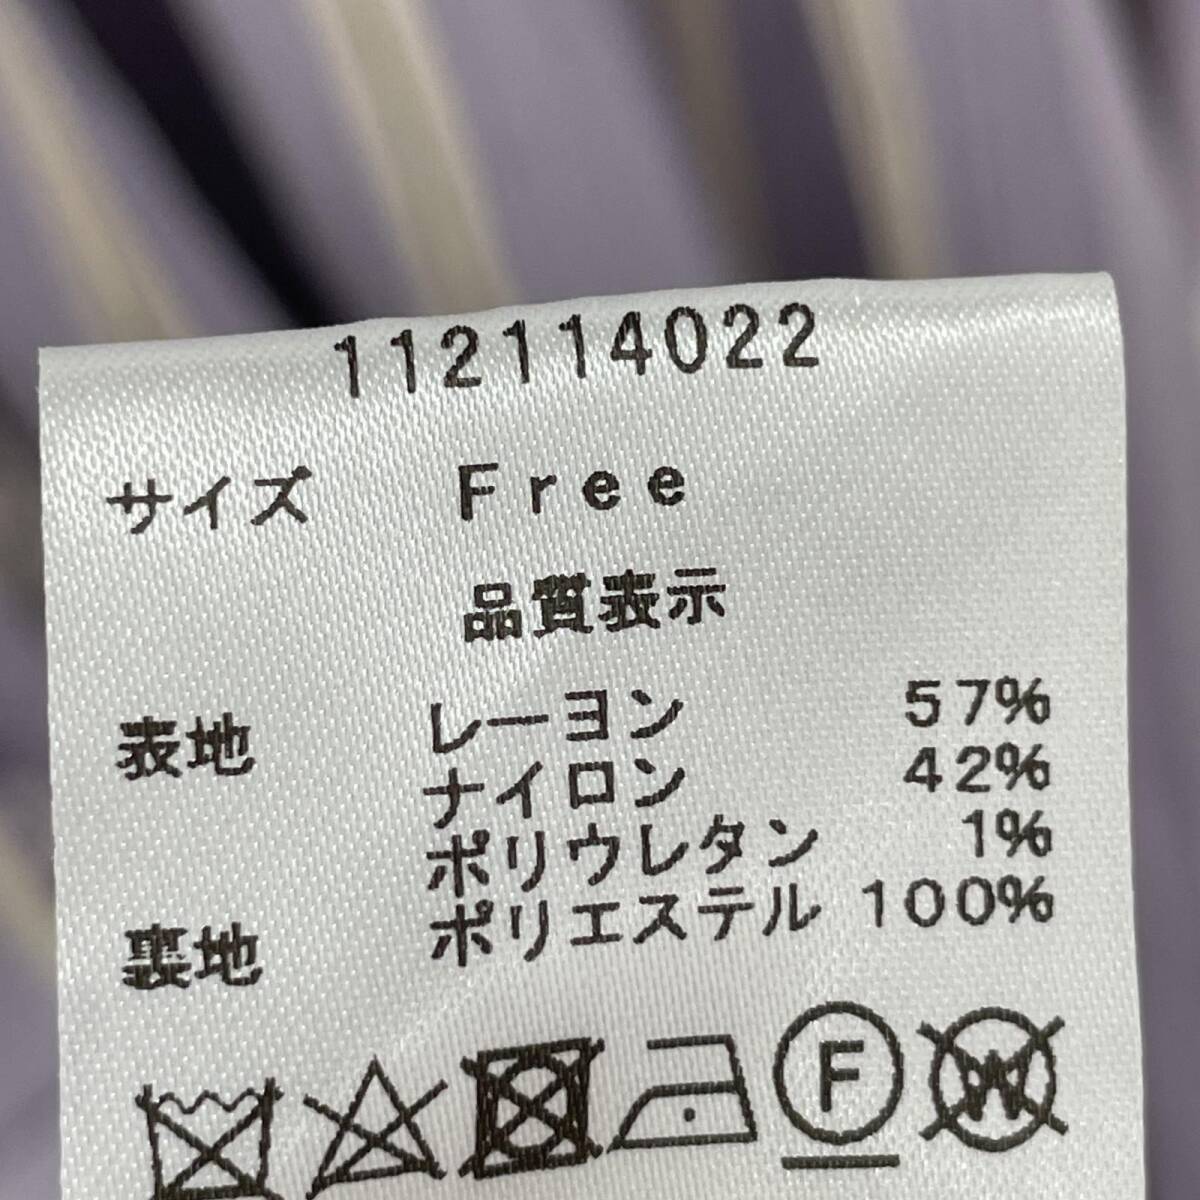 112114022
サイズ Free
品質表示
表地 レーヨン 57%
ナイロン 42%
ポリウレタン 1%
裏地 ポリエステル 100%
F W